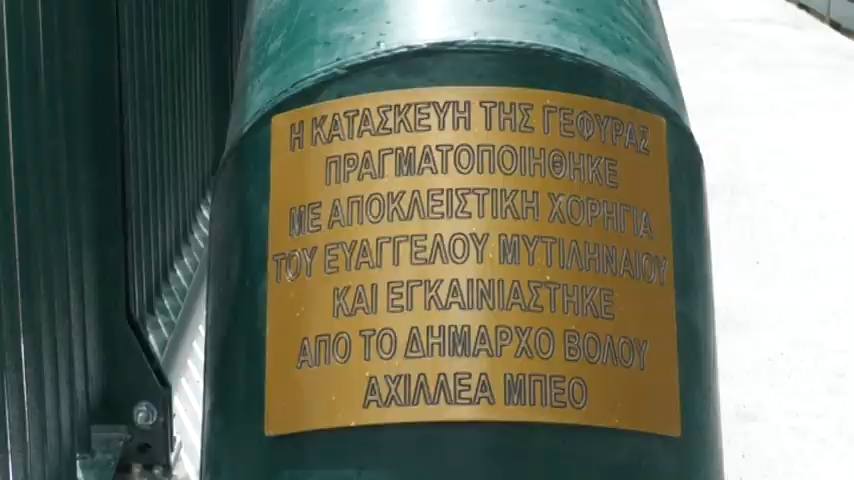 Η ΚΑΤΑΣΚΕΥΗ ΤΗΣ ΓΕΦΥΡΑΣ
ΠΡΑΓΜΑΤΟΠΟΙΗΘΗΚΕ
ΜΕ ΑΠΟΚΛΕΙΣΤΙΚΗ ΧΟΡΗΓΙΑ
ΤΟΥ ΕΥΑΓΓΕΛΟΥ ΜΥΤΙΛΗΝΑΙΟΥ
ΚΑΙ ΕΓΚΑΙΝΙΑΣΤΗΚΕ
ΑΠΟ ΤΟ ΔΗΜΑΡΧΟ ΒΟΛΟΥ
ΑΧΙΛΛΕΑ ΜΠΕΟ